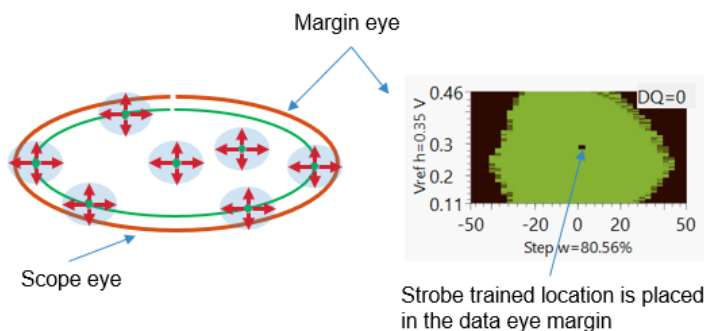 Margin eye
0.46
DQ=0
Vref h=0.35 V
0.3
0.2
0.11
-50 -20 0 20 50
Step w=80.56%
Scope eye
Strobe trained location is placed
in the data eye margin